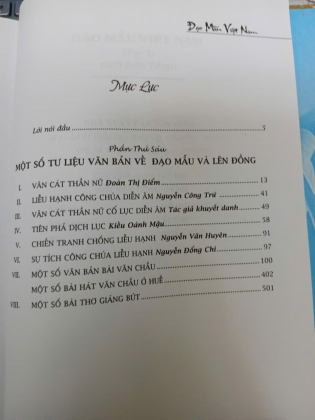 Đạo Mẫu Việt Nam
Mục Lục
Lời nói đầu 5
Phần Thứ Sáu
MỘT SỐ TƯ LIỆU VĂN BẢN VỀ ĐẠO MẪU VÀ LÊN ĐỒNG
I. VÂN CÁT THẦN NỮ Đoàn Thị Điểm 13
II. LIỄU HẠNH CÔNG CHÚA DIỄN ÂM Nguyễn Công Trứ 41
III. VÂN CÁT THẦN NỮ CỔ LỤC DIỄN ÂM Tác giả khuyết danh 49
IV. TIÊN PHẢ DỊCH LỤC Kiều Oánh Mậu 58
V. CHIẾN TRANH CHỐNG LIỄU HẠNH Nguyễn Văn Huyên 91
VI. SỰ TÍCH CÔNG CHÚA LIỄU HẠNH Nguyễn Đổng Chi 97
VII. MỘT SỐ VĂN BẢN BÀI VĂN CHẦU 100
MỘT SỐ BÀI HÁT VĂN CHẦU Ở HUẾ 402
VIII. MỘT SỐ BÀI THƠ GIÁNG BÚT 501